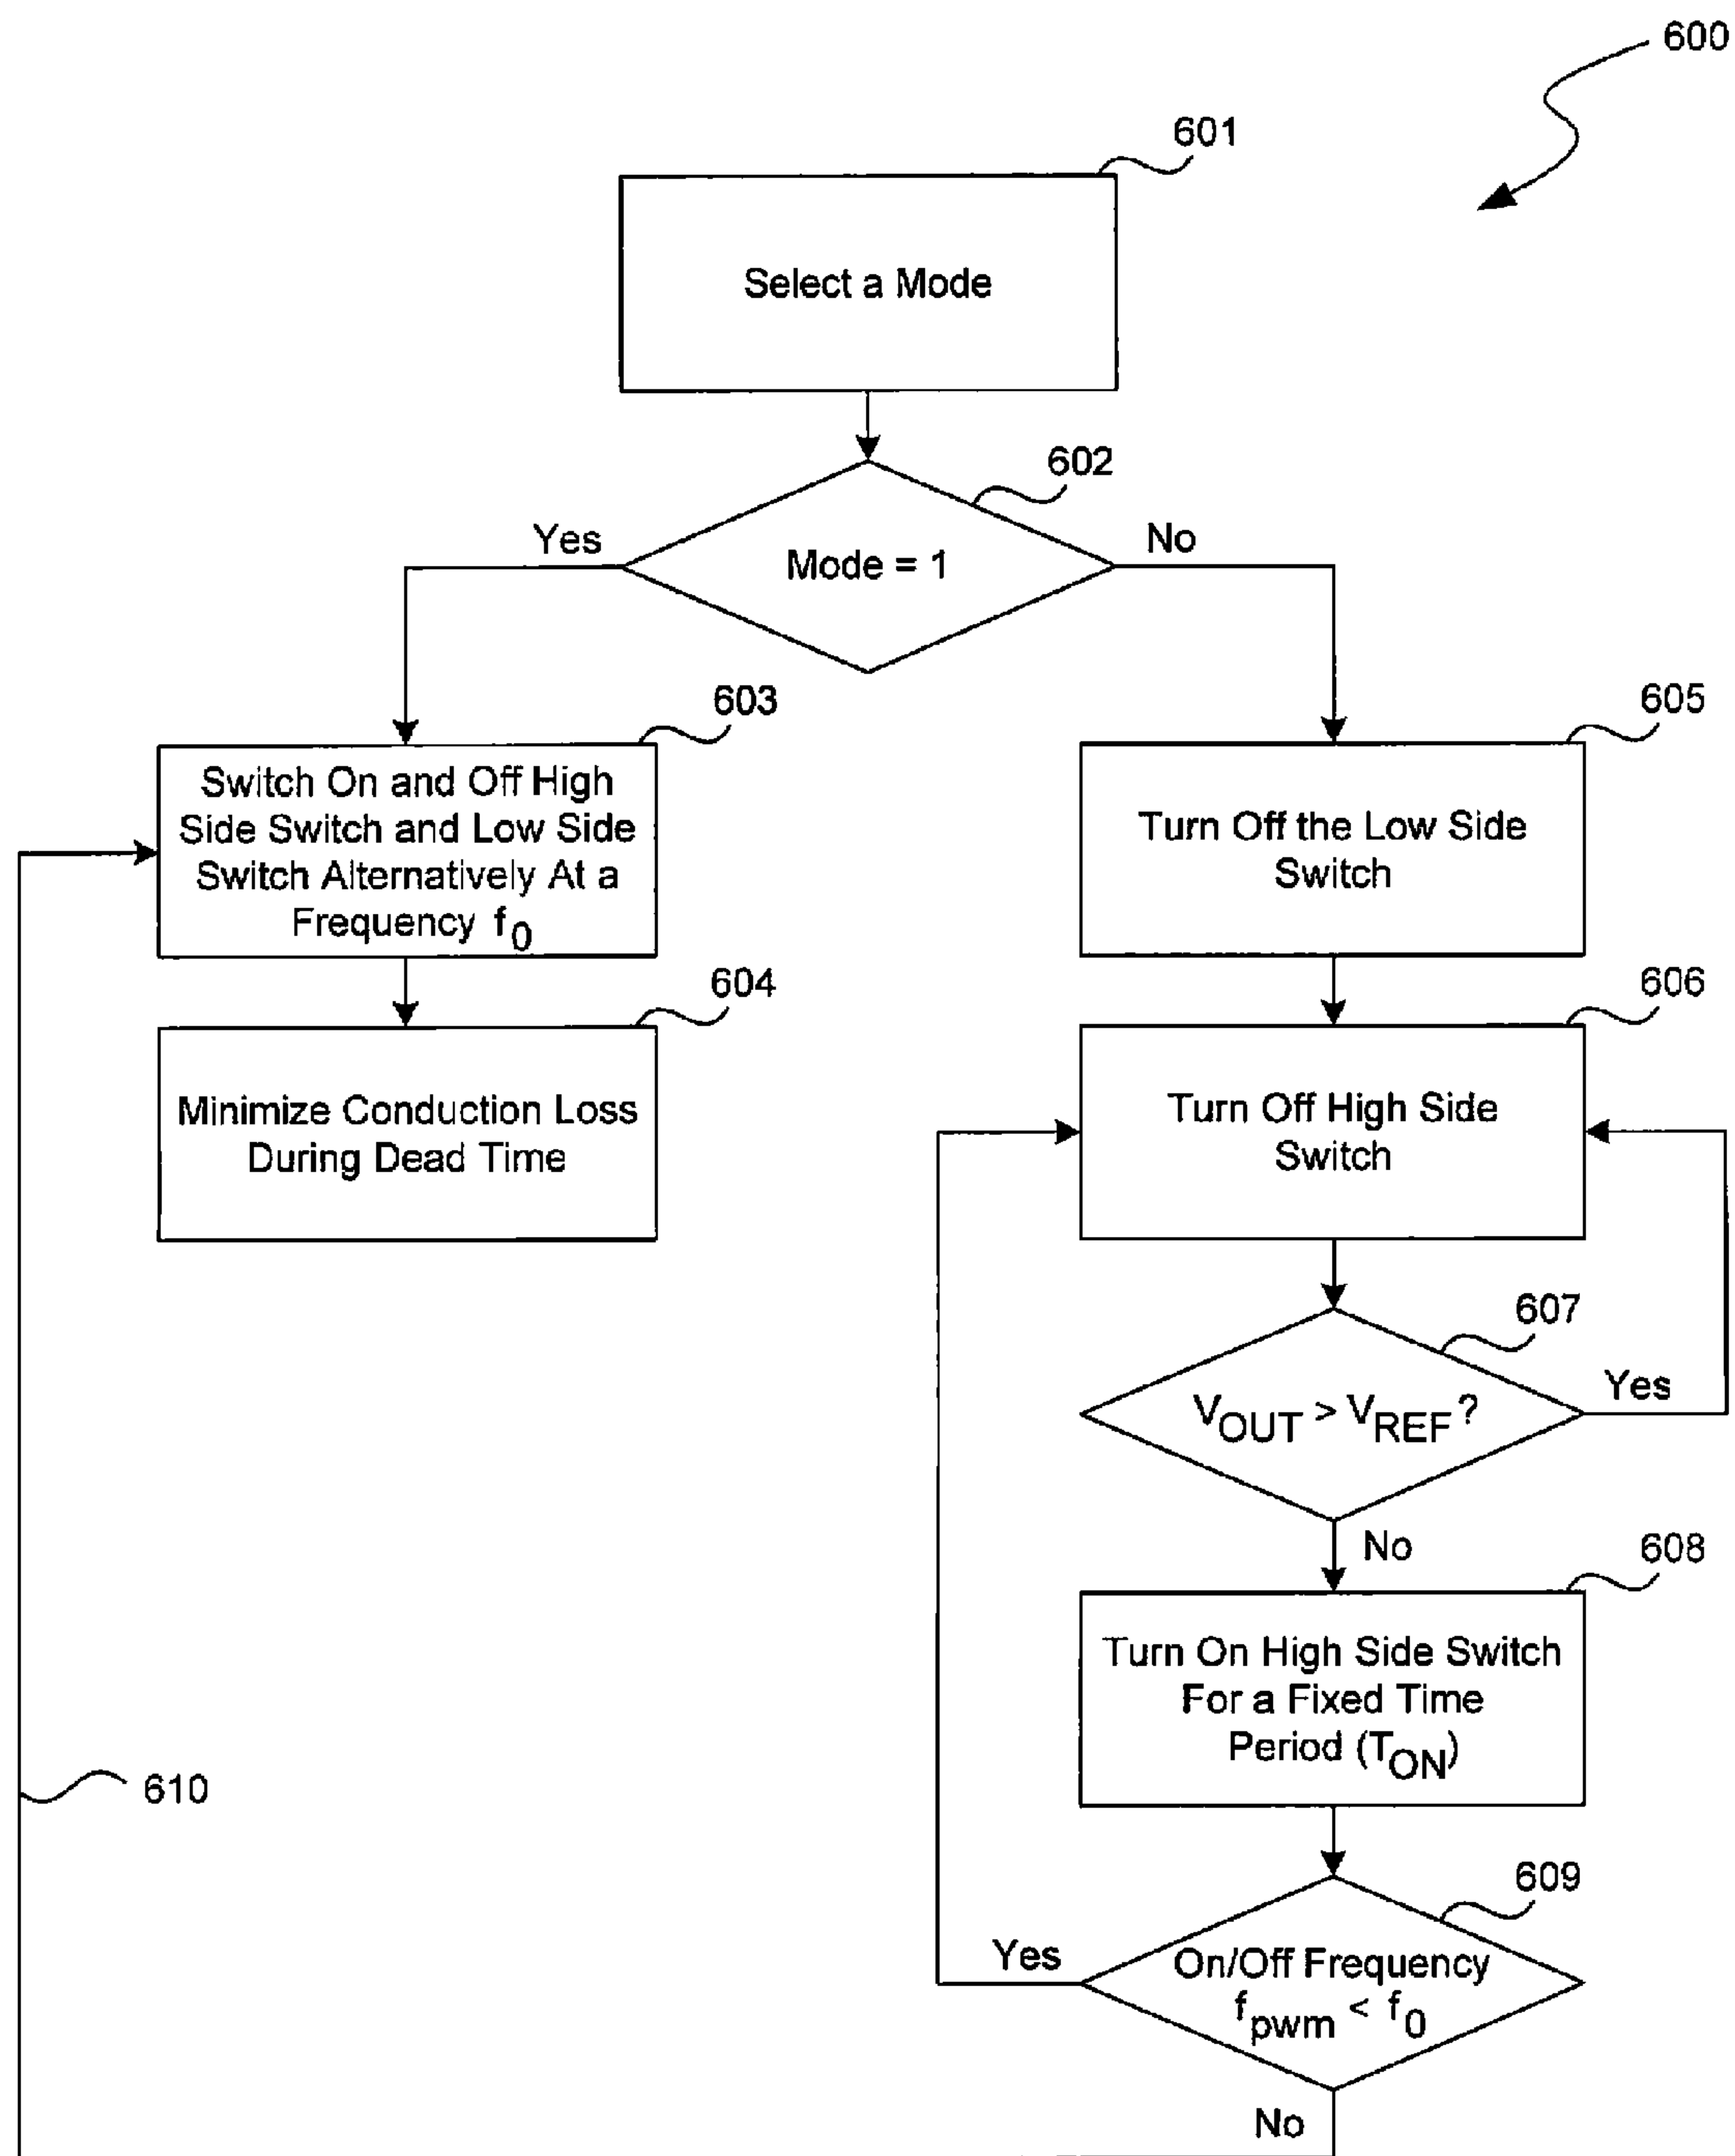 600
601
Select a Mode
602
Yes
Mode = 1
No
603
Switch On and Off High
Side Switch and Low Side
Switch Alternatively At a
Frequency f0
605
Turn Off the Low Side
Switch
604
Minimize Conduction Loss
During Dead Time
606
Turn Off High Side
Switch
607
VOUT > VREF?
Yes
No
608
Turn On High Side Switch
For a Fixed Time
Period (TON)
610
609
Yes
On/Off Frequency
fpwm < f0
No